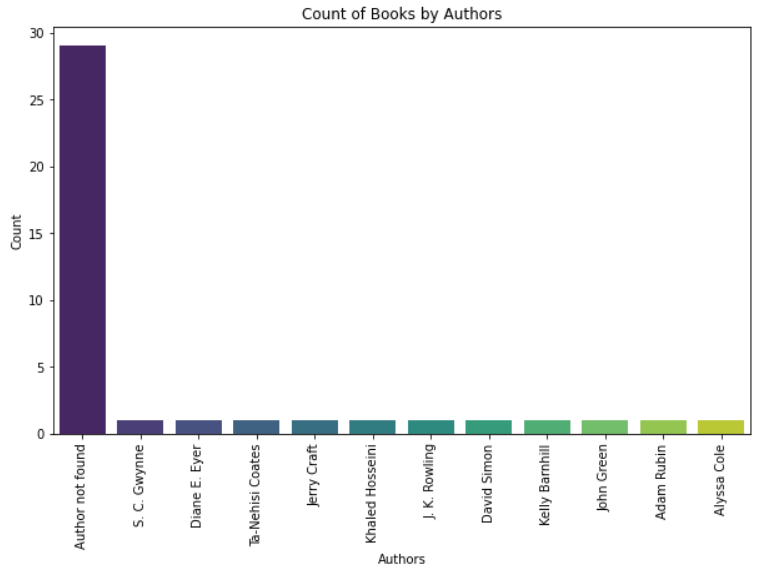 Count of Books by Authors
30
25
20
15
10
5
0
Count
Author not found
S. C. Gwynne
Diane E. Eyer
Ta-Nehisi Coates
Jerry Craft
Khaled Hosseini
J. K. Rowling
David Simon
Kelly Barnhill
John Green
Adam Rubin
Alyssa Cole
Authors